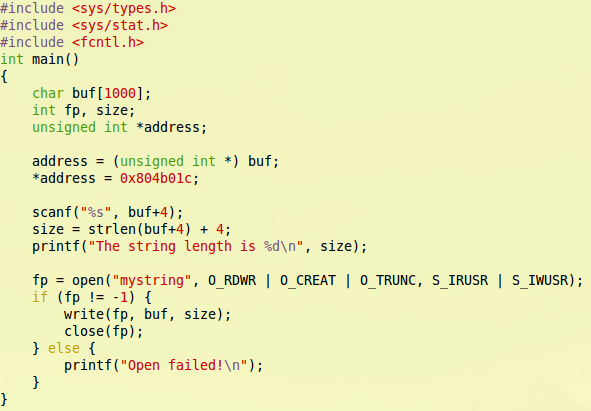 #include <sys/types.h>
#include <sys/stat.h>
#include <fcntl.h>
int main()
{
    char buf[1000];
    int fp, size;
    unsigned int *address;

    address = (unsigned int *) buf;
    *address = 0x804b01c;

    scanf("%s", buf+4);
    size = strlen(buf+4) + 4;
    printf("The string length is %d\n", size);

    fp = open("mystring", O_RDWR | O_CREAT | O_TRUNC, S_IRUSR | S_IWUSR);
    if (fp != -1) {
        write(fp, buf, size);
        close(fp);
    } else {
        printf("Open failed!\n");
    }
}